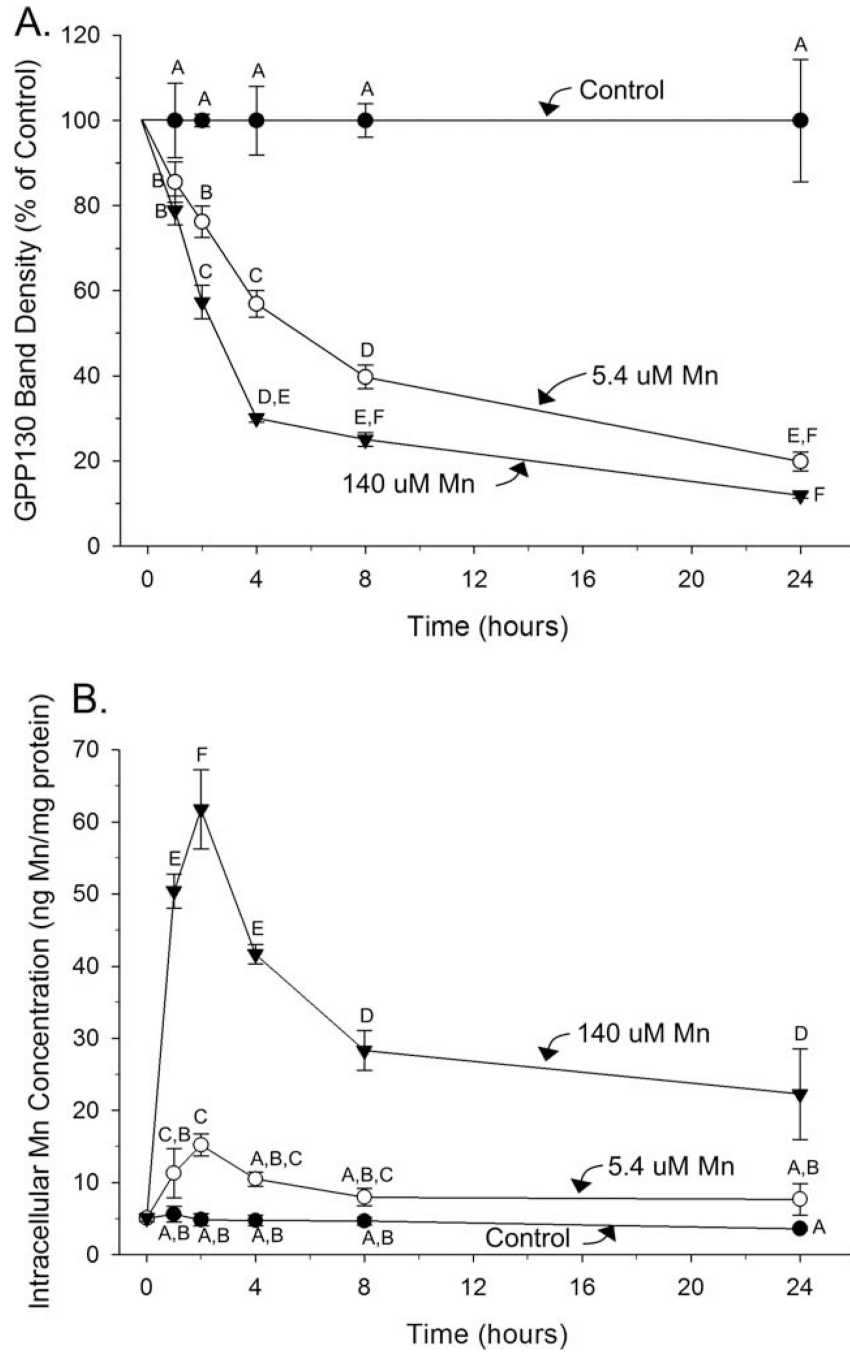 A.
GPP130 Band Density (% of Control)
120
100
80
60
40
20
0
A
A
A
A
A
Control
B
B
B
C
C
D
D,E
E,F
E,F
F
5.4 uM Mn
140 uM Mn
0 4 8 12 16 20 24
Time (hours)
B.
Intracellular Mn Concentration (ng Mn/mg protein)
70
60
50
40
30
20
10
0
F
E
E
D
D
140 uM Mn
C,B
C
A,B,C
A,B,C
A,B
5.4 uM Mn
A,B
A,B
A,B
A,B
A
Control
0 4 8 12 16 20 24
Time (hours)